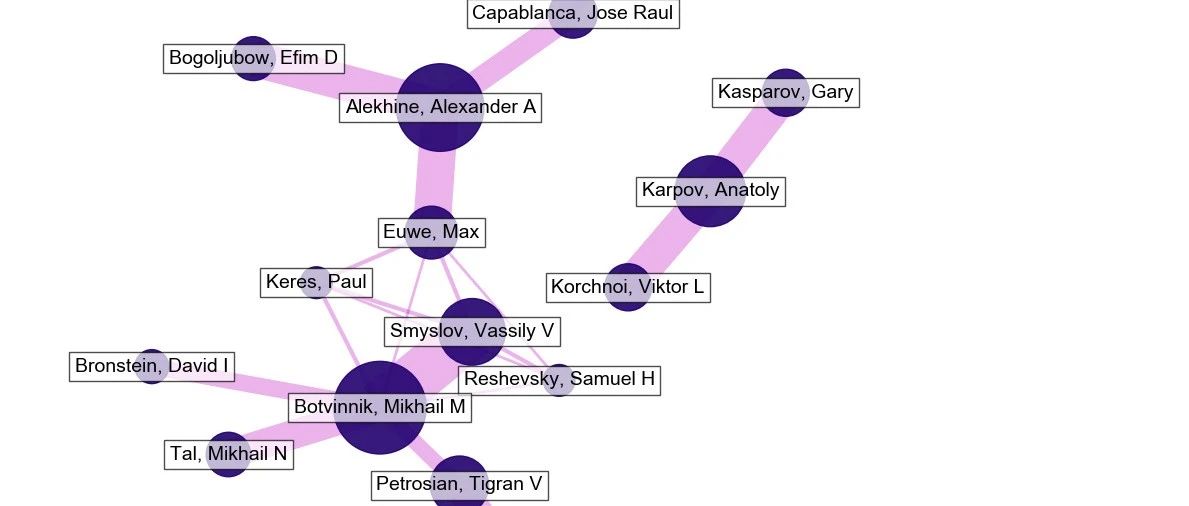 Capablanca, Jose Raul
Bogoljubow, Efim D
Kasparov, Gary
Alekhine, Alexander A
Karpov, Anatoly
Euwe, Max
Keres, Paul
Korchnoi, Viktor L
Smyslov, Vassily V
Bronstein, David I
Reshevsky, Samuel H
Botvinnik, Mikhail M
Tal, Mikhail N
Petrosian, Tigran V